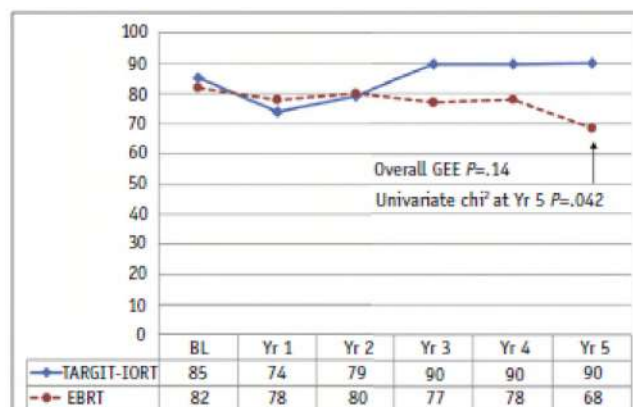 100
90
80
70
60
50
40
30
20
10
0
Overall GEE P=.14
Univariate chi² at Yr 5 P=.042
BL Yr 1 Yr 2 Yr 3 Yr 4 Yr 5
TARGIT-IORT 85 74 79 90 90 90
EBRT 82 78 80 77 78 68